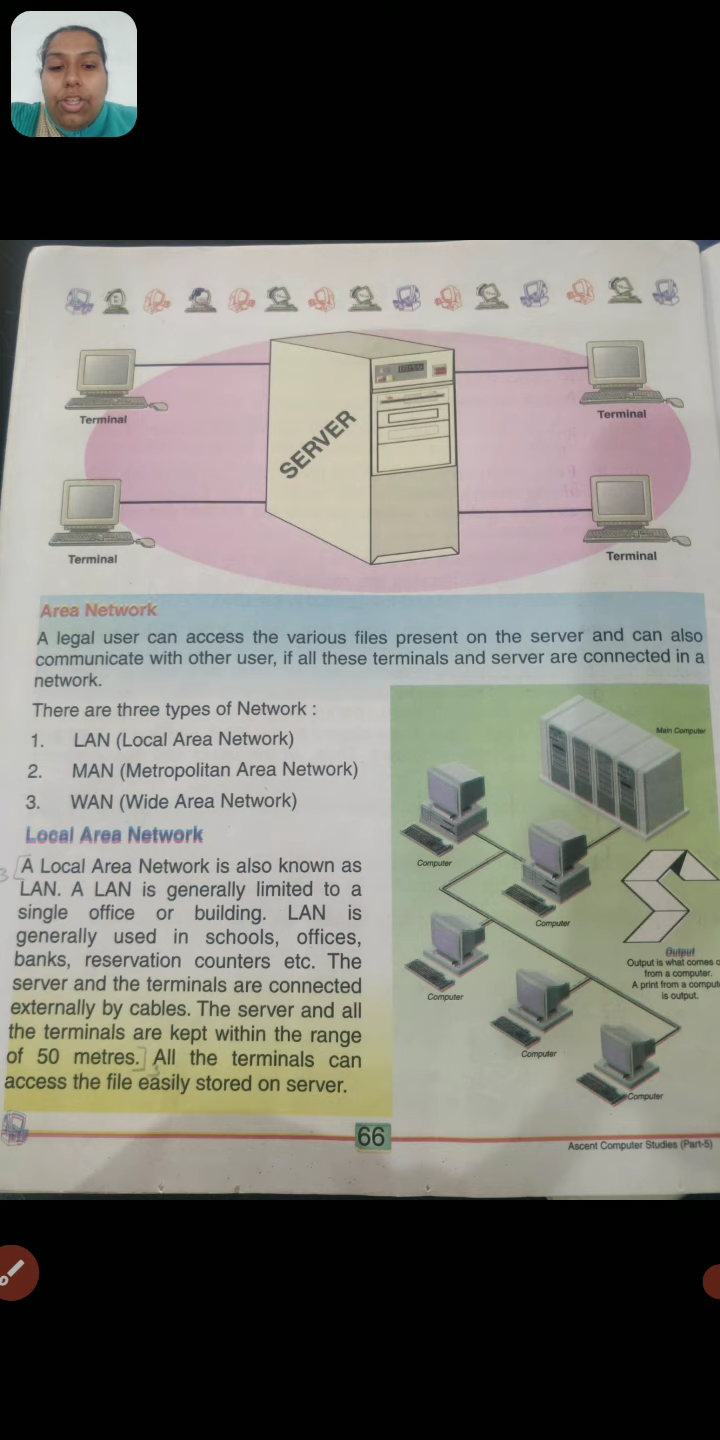 Terminal
SERVER
Terminal
Terminal
Terminal
Area Network
A legal user can access the various files present on the server and can also
communicate with other user, if all these terminals and server are connected in a
network.
There are three types of Network :
1. LAN (Local Area Network)
2. MAN (Metropolitan Area Network)
3. WAN (Wide Area Network)
Local Area Network
A Local Area Network is also known as
LAN. A LAN is generally limited to a
single office or building. LAN is
generally used in schools, offices,
banks, reservation counters etc. The
server and the terminals are connected
externally by cables. The server and all
the terminals are kept within the range
of 50 metres. All the terminals can
access the file easily stored on server.
Main Computer
Computer
Computer
Computer
Computer
Computer
Output
Output is what comes
from a computer.
A print from a
is output.
66
Ascent Computer Studies (Part-5)